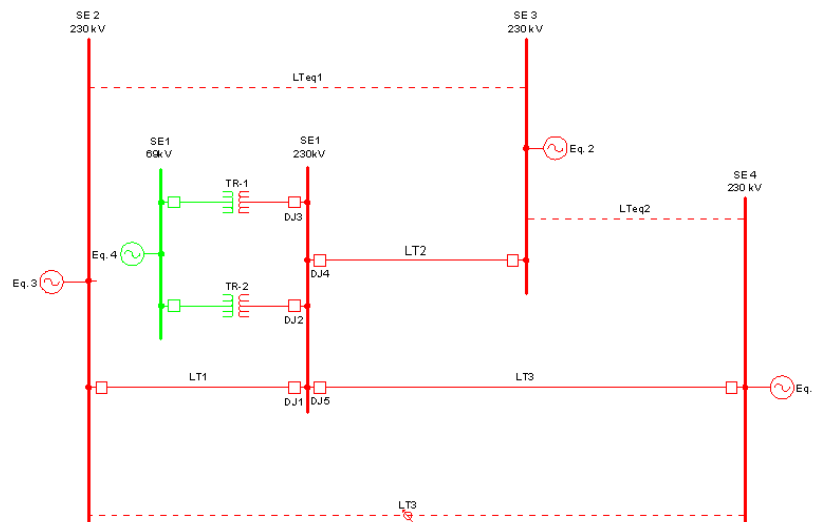 SE 2
230 kV
SE 3
230 kV
LTeq1
SE1
69kV
SE1
230kV
Eq. 2
TR-1
DJ3
SE 4
230 kV
LTeq2
Eq. 4
LT2
DJ4
Eq. 3
TR-2
DJ2
LT1
LT3
DJ1
DJ5
Eq.
LT3